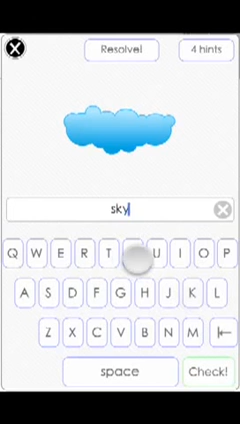 X
Resolve!
4 hints
sky
Q W E R T U I O P
A S D F G H J K L
Z X C V B N M
space
Check!